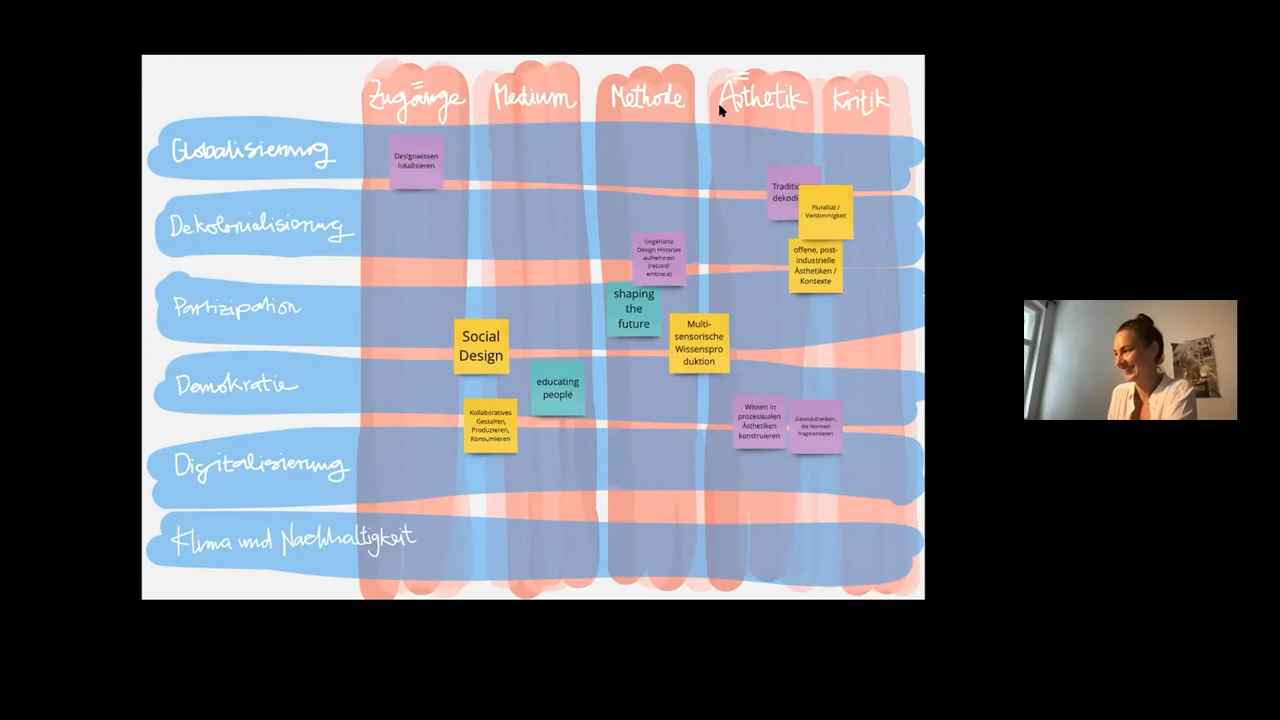 Zugänge
Medium
Methode
Ästhetik
Kritik
Globalisierung
Designwissen
lokalisieren
Dekolonialisierung
Pluralität /
Vielstimmigkeit
Ungehörte
Design Histories
aufnehmen
(record/
embrace)
offene, post-
industrielle
Ästhetiken /
Kontexte
Partizipation
shaping
the
future
Social
Design
Multi-
sensorische
Wissenspro
duktion
Demokratie
educating
people
Kollaboratives
Gestalten,
Produzieren,
Konsumieren
Wissen in
prozessualen
Ästhetiken
konstruieren
Datenästhetiken,
die Normen
fragmentieren
Digitalisierung
Klima und Nachhaltigkeit